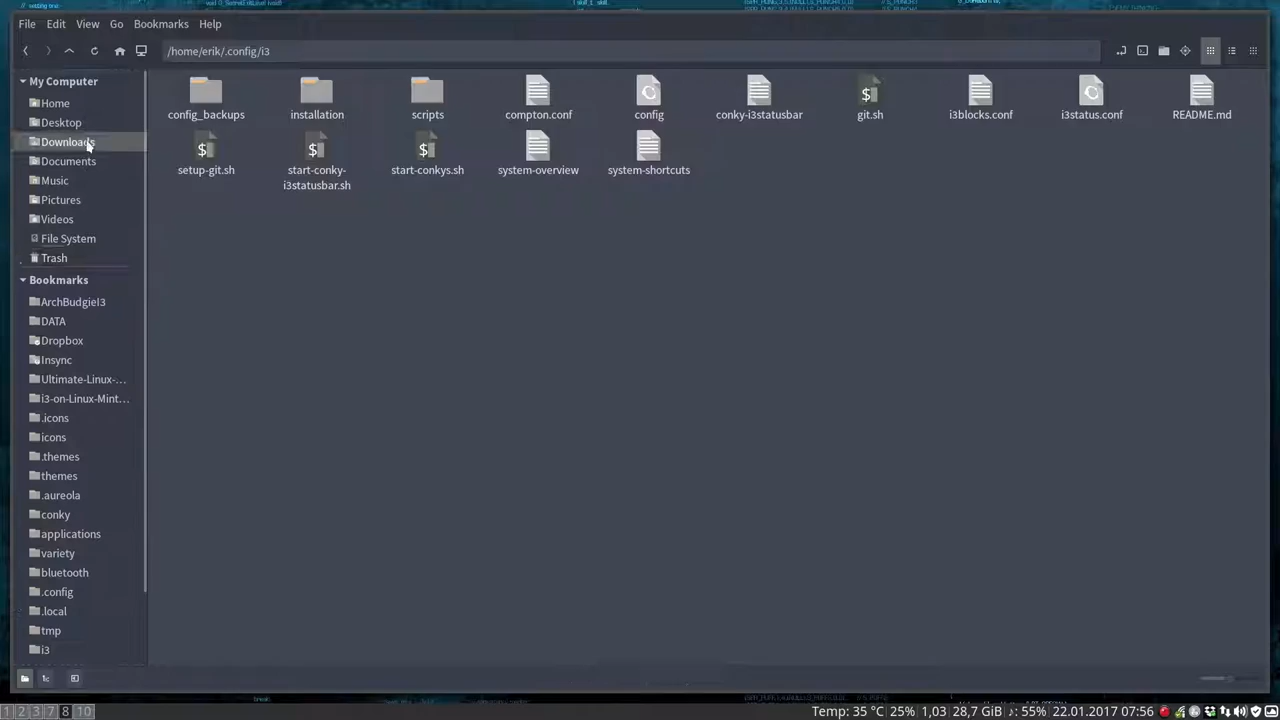 File Edit View Go Bookmarks Help
/home/erik/.config/i3
My Computer
Home
Desktop
Downloads
Documents
Music
Pictures
Videos
File System
Trash
Bookmarks
ArchBudgieI3
DATA
Dropbox
Insync
Ultimate-Linux-...
i3-on-Linux-Mint...
.icons
icons
.themes
themes
.aureola
conky
applications
variety
bluetooth
.config
.local
tmp
i3
config_backups installation scripts compton.conf config conky-i3statusbar git.sh i3blocks.conf i3status.conf README.md
setup-git.sh start-conky- start-conkys.sh system-overview system-shortcuts
i3statusbar.sh
1 2 3 7 8 10 Temp: 35 °C 25% 1,03 28,7 GiB ♪: 55% 22.01.2017 07:56